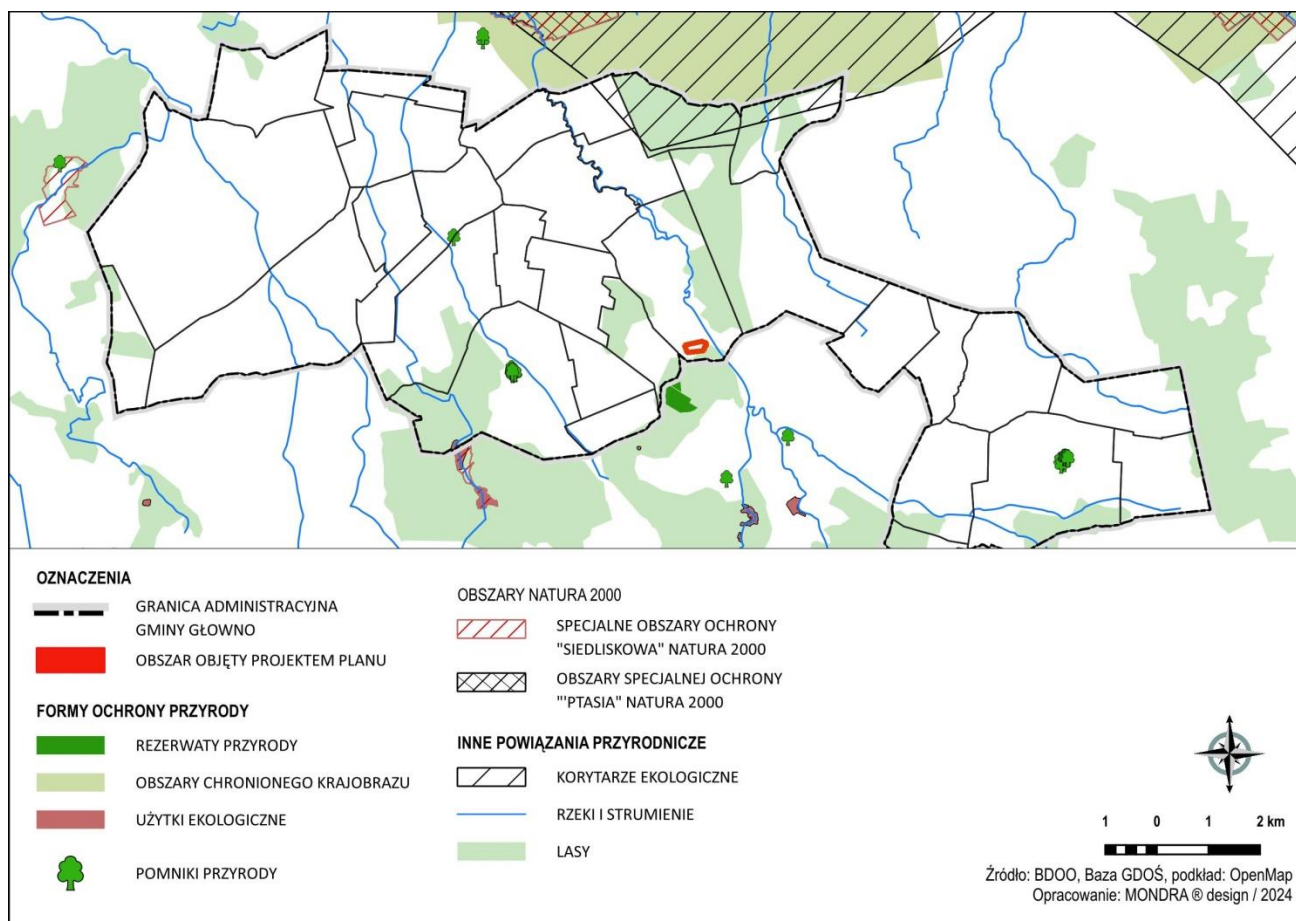 OZNACZENIA
GRANICA ADMINISTRACYJNA
GMINY GŁOWNO
OBSZAR OBJĘTY PROJEKTEM PLANU
FORMY OCHRONY PRZYRODY
REZERWATY PRZYRODY
OBSZARY CHRONIONEGO KRAJOBRAZU
UŻYTKI EKOLOGICZNE
POMNIKI PRZYRODY
OBSZARY NATURA 2000
SPECJALNE OBSZARY OCHRONY
"SIEDLISKOWA" NATURA 2000
OBSZARY SPECJALNEJ OCHRONY
"'PTASIA" NATURA 2000
INNE POWIĄZANIA PRZYRODNICZE
KORYTARZE EKOLOGICZNE
RZEKI I STRUMIENIE
LASY
1 0 1 2 km
Źródło: BDOO, Baza GDOŚ, podkład: OpenMap
Opracowanie: MONDRA ® design / 2024